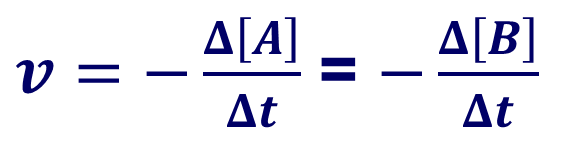 v = − Δ[A]/Δt = − Δ[B]/Δt